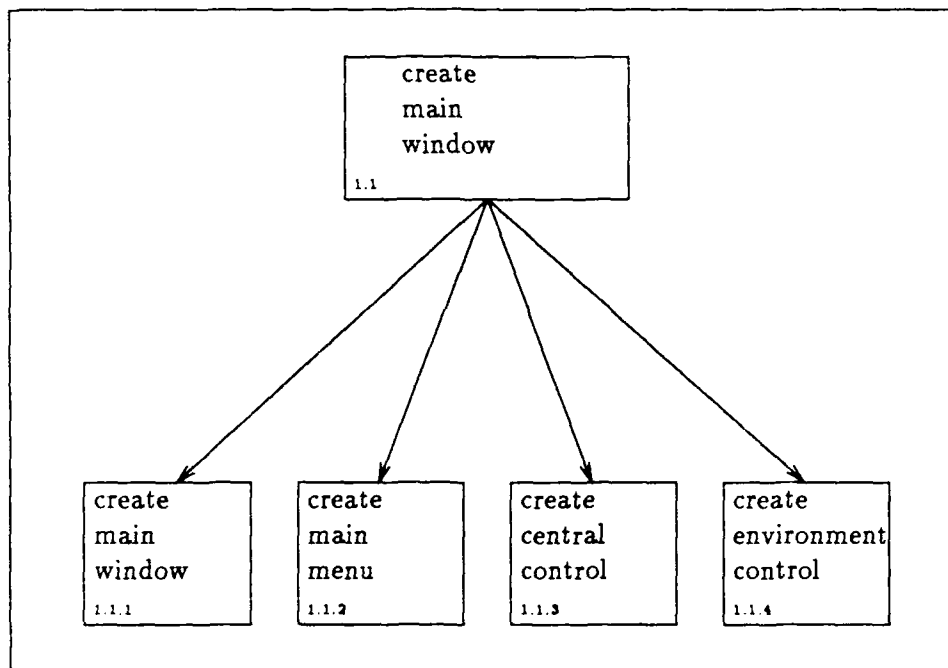 create
main
window
1.1
create
main
window
1.1.1
create
main
menu
1.1.2
create
central
control
1.1.3
create
environment
control
1.1.4